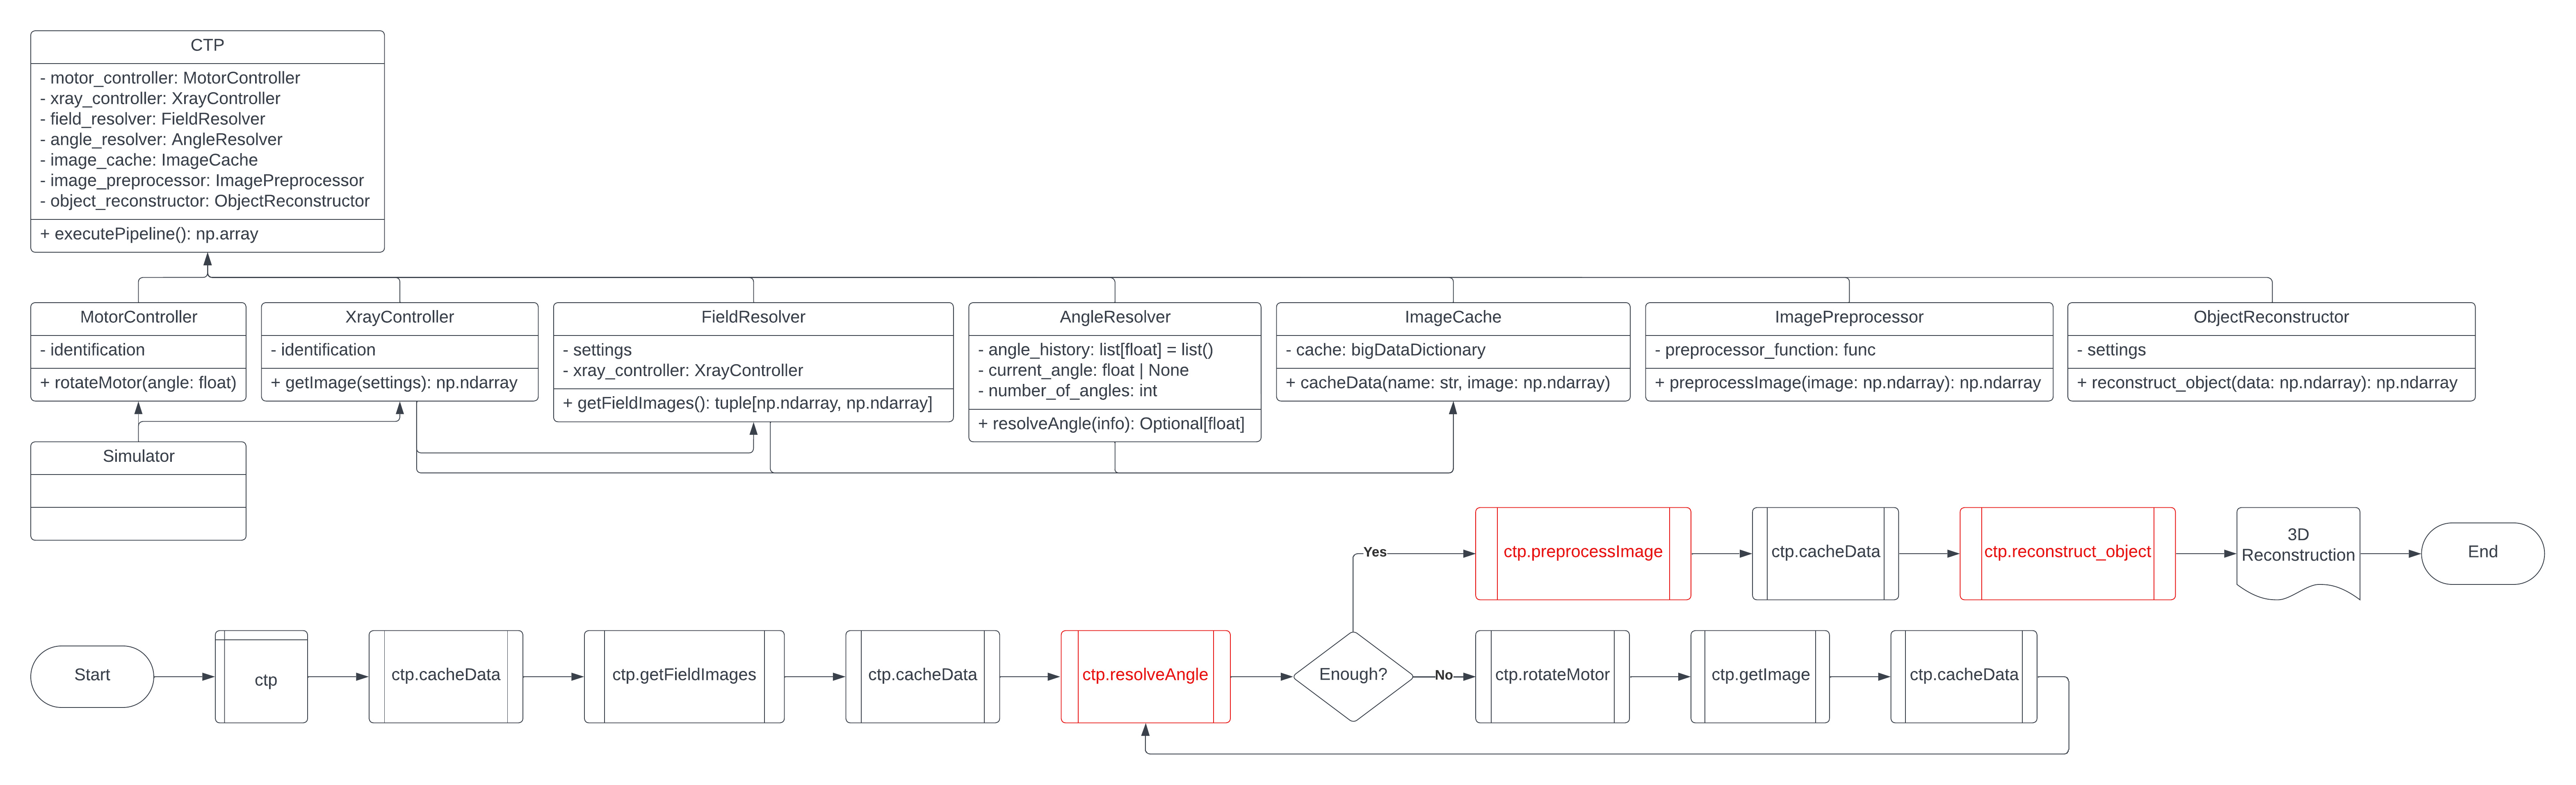 CTP
- motor_controller: MotorController
- xray_controller: XrayController
- field_resolver: FieldResolver
- angle_resolver: AngleResolver
- image_cache: ImageCache
- image_preprocessor: ImagePreprocessor
- object_reconstructor: ObjectReconstructor
+ executePipeline(): np.array
MotorController
- identification
+ rotateMotor(angle: float)
XrayController
- identification
+ getImage(settings): np.ndarray
FieldResolver
- settings
- xray_controller: XrayController
+ getFieldImages(): tuple[np.ndarray, np.ndarray]
AngleResolver
- angle_history: list[float] = list()
- current_angle: float | None
- number_of_angles: int
+ resolveAngle(info): Optional[float]
ImageCache
- cache: bigDataDictionary
+ cacheData(name: str, image: np.ndarray)
ImagePreprocessor
- preprocessor_function: func
+ preprocessImage(image: np.ndarray): np.ndarray
ObjectReconstructor
- settings
+ reconstruct_object(data: np.ndarray): np.ndarray
Simulator
Start
ctp
ctp.cacheData
ctp.getFieldImages
ctp.cacheData
ctp.resolveAngle
Enough?
Yes
ctp.preprocessImage
ctp.cacheData
ctp.reconstruct_object
3D
Reconstruction
End
No
ctp.rotateMotor
ctp.getImage
ctp.cacheData